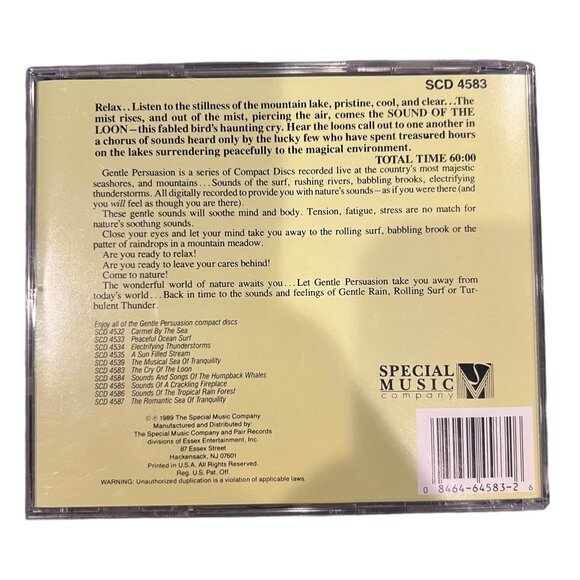 SCD 4583
Relax.. Listen to the stillness of the mountain lake, pristine, cool, and clear...The
mist rises, and out of the mist, piercing the air, comes the SOUND OF THE
LOON—this fabled bird's haunting cry. Hear the loons call out to one another in
a chorus of sounds heard only by the lucky few who have spent treasured hours
on the lakes surrendering peacefully to the magical environment.
TOTAL TIME 60:00
Gentle Persuasion is a series of Compact Discs recorded live at the country's most majestic
seashores, and mountains...Sounds of the surf, rushing rivers, babbling brooks, electrifying
thunderstorms. All digitally recorded to provide you with nature's sounds—as if you were there (and
you will feel as though you are there).
These gentle sounds will soothe mind and body. Tension, fatigue, stress are no match for
nature's soothing sounds.
Close your eyes and let your mind take you away to the rolling surf, babbling brook or the
patter of raindrops in a mountain meadow.
Are you ready to relax!
Are you ready to leave your cares behind!
Come to nature!
The wonderful world of nature awaits you...Let Gentle Persuasion take you away from
today's world...Back in time to the sounds and feelings of Gentle Rain, Rolling Surf or Tur-
bulent Thunder.
Enjoy all of the Gentle Persuasion compact discs
SCD 4532 Carmel By The Sea
SCD 4533 Peaceful Ocean Surf
SCD 4534 Electrifying Thunderstorms
SCD 4535 A Sun Filled Stream
SCD 4539 The Musical Sea Of Tranquility
SCD 4583 The Cry Of The Loon
SCD 4584 Sounds And Songs Of The Humpback Whales
SCD 4585 Sounds Of A Crackling Fireplace
SCD 4586 Sounds Of The Tropical Rain Forest
SCD 4587 The Romantic Sea Of Tranquility
SPECIAL
MUSIC
company
© ℗ 1989 The Special Music Company
Manufactured and Distributed by:
The Special Music Company and Pair Records
divisions of Essex Entertainment, Inc.
87 Essex Street
Hackensack, NJ 07601
Printed in U.S.A. All Rights Reserved.
Reg. U.S. Pat. Off.
WARNING: Unauthorized duplication is a violation of applicable laws.
0 8464-64583-2 6